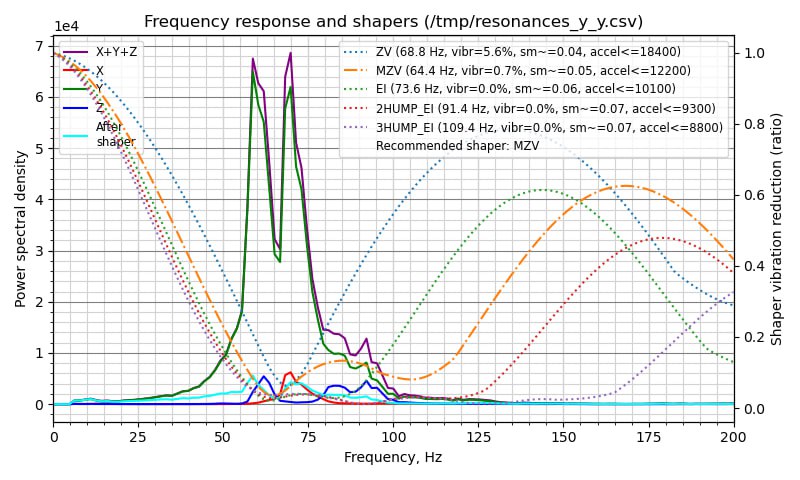 Frequency response and shapers (/tmp/resonances_y_y.csv)
1e4
X+Y+Z
X
Y
Z
After
shaper
ZV (68.8 Hz, vibr=5.6%, sm~=0.04, accel<=18400)
MZV (64.4 Hz, vibr=0.7%, sm~=0.05, accel<=12200)
EI (73.6 Hz, vibr=0.0%, sm~=0.06, accel<=10100)
2HUMP_EI (91.4 Hz, vibr=0.0%, sm~=0.07, accel<=9300)
3HUMP_EI (109.4 Hz, vibr=0.0%, sm~=0.07, accel<=8800)
Recommended shaper: MZV
Power spectral density
7
6
5
4
3
2
1
0
1.0
0.8
0.6
0.4
0.2
0.0
Shaper vibration reduction (ratio)
0 25 50 75 100 125 150 175 200
Frequency, Hz